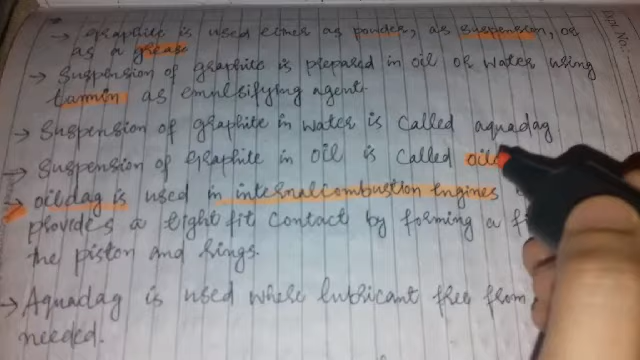 → graphite is used either as powder, as suspension, or
as a grease
→ Suspension of graphite is prepared in oil or water using
tannin as emulsifying agent.
→ Suspension of graphite in water is called aquadag
→ Suspension of graphite in oil is called oild
→ oildag is used in internal combustion engines
provides a tight fit contact by forming a f
the piston and rings.
→ Aquadag is used where lubricant free from
needed.